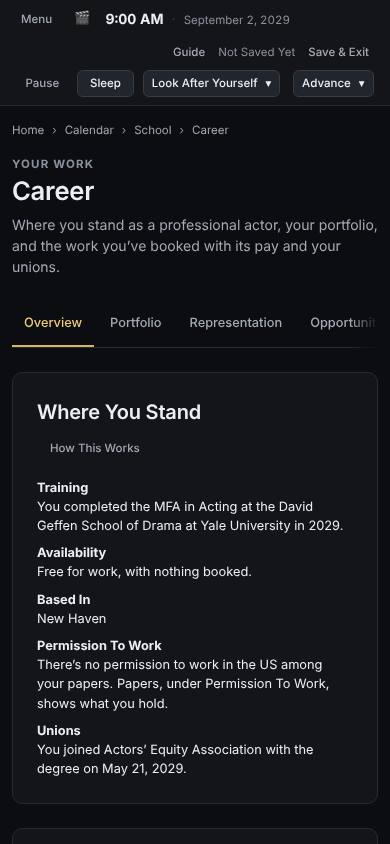 Menu 9:00 AM · September 2, 2029
Guide Not Saved Yet Save & Exit
Pause Sleep Look After Yourself ▾ Advance ▾
Home › Calendar › School › Career
YOUR WORK
Career
Where you stand as a professional actor, your portfolio,
and the work you’ve booked with its pay and your
unions.
Overview Portfolio Representation Opportunit
Where You Stand
How This Works
Training
You completed the MFA in Acting at the David
Geffen School of Drama at Yale University in 2029.
Availability
Free for work, with nothing booked.
Based In
New Haven
Permission To Work
There’s no permission to work in the US among
your papers. Papers, under Permission To Work,
shows what you hold.
Unions
You joined Actors’ Equity Association with the
degree on May 21, 2029.